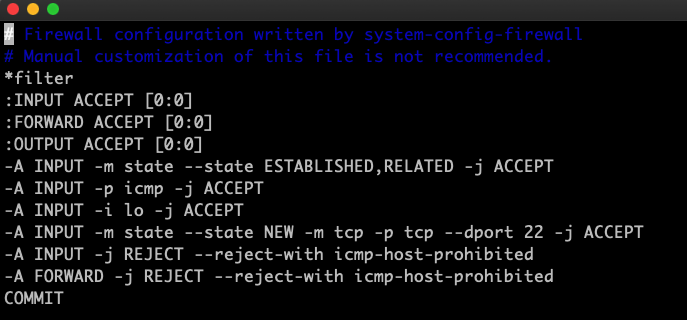 # Firewall configuration written by system-config-firewall
# Manual customization of this file is not recommended.
*filter
:INPUT ACCEPT [0:0]
:FORWARD ACCEPT [0:0]
:OUTPUT ACCEPT [0:0]
-A INPUT -m state --state ESTABLISHED,RELATED -j ACCEPT
-A INPUT -p icmp -j ACCEPT
-A INPUT -i lo -j ACCEPT
-A INPUT -m state --state NEW -m tcp -p tcp --dport 22 -j ACCEPT
-A INPUT -j REJECT --reject-with icmp-host-prohibited
-A FORWARD -j REJECT --reject-with icmp-host-prohibited
COMMIT